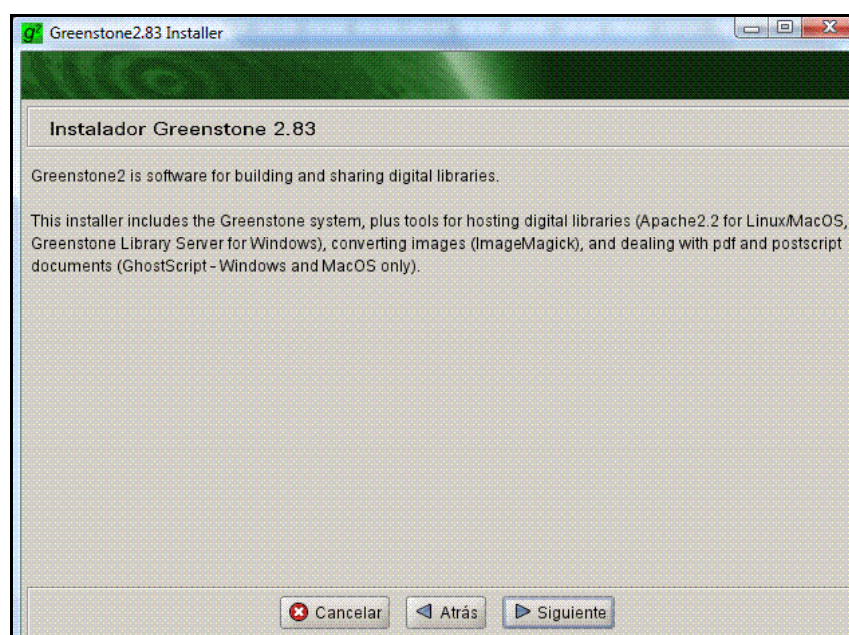 g² Greenstone2.83 Installer
Instalador Greenstone 2.83
Greenstone2 is software for building and sharing digital libraries.
This installer includes the Greenstone system, plus tools for hosting digital libraries (Apache2.2 for Linux/MacOS,
Greenstone Library Server for Windows), converting images (ImageMagick), and dealing with pdf and postscript
documents (GhostScript - Windows and MacOS only).
Cancelar Atrás Siguiente